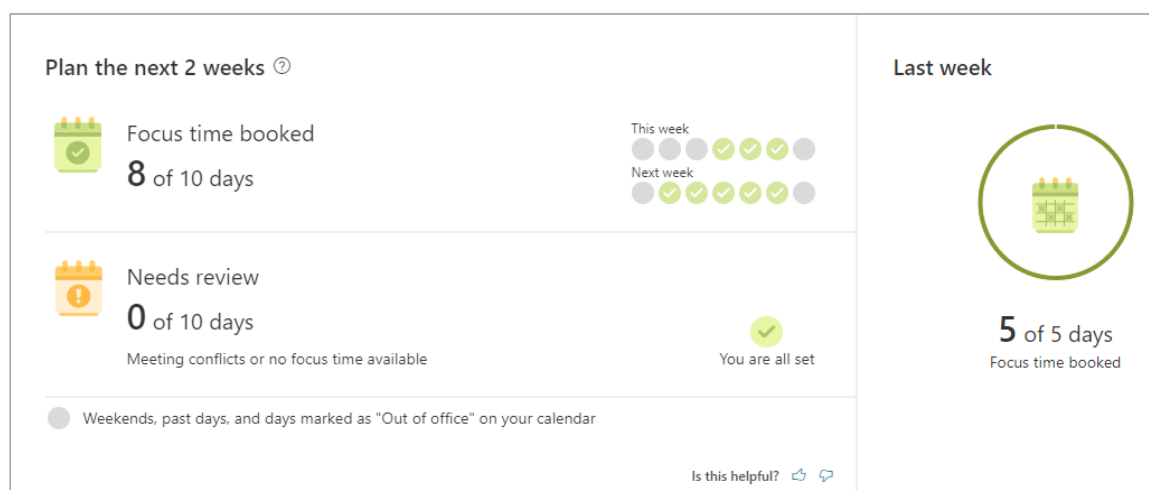 Plan the next 2 weeks ?
Focus time booked
8 of 10 days
This week
Next week
Needs review
0 of 10 days
Meeting conflicts or no focus time available
You are all set
Weekends, past days, and days marked as "Out of office" on your calendar
Is this helpful?
Last week
5 of 5 days
Focus time booked